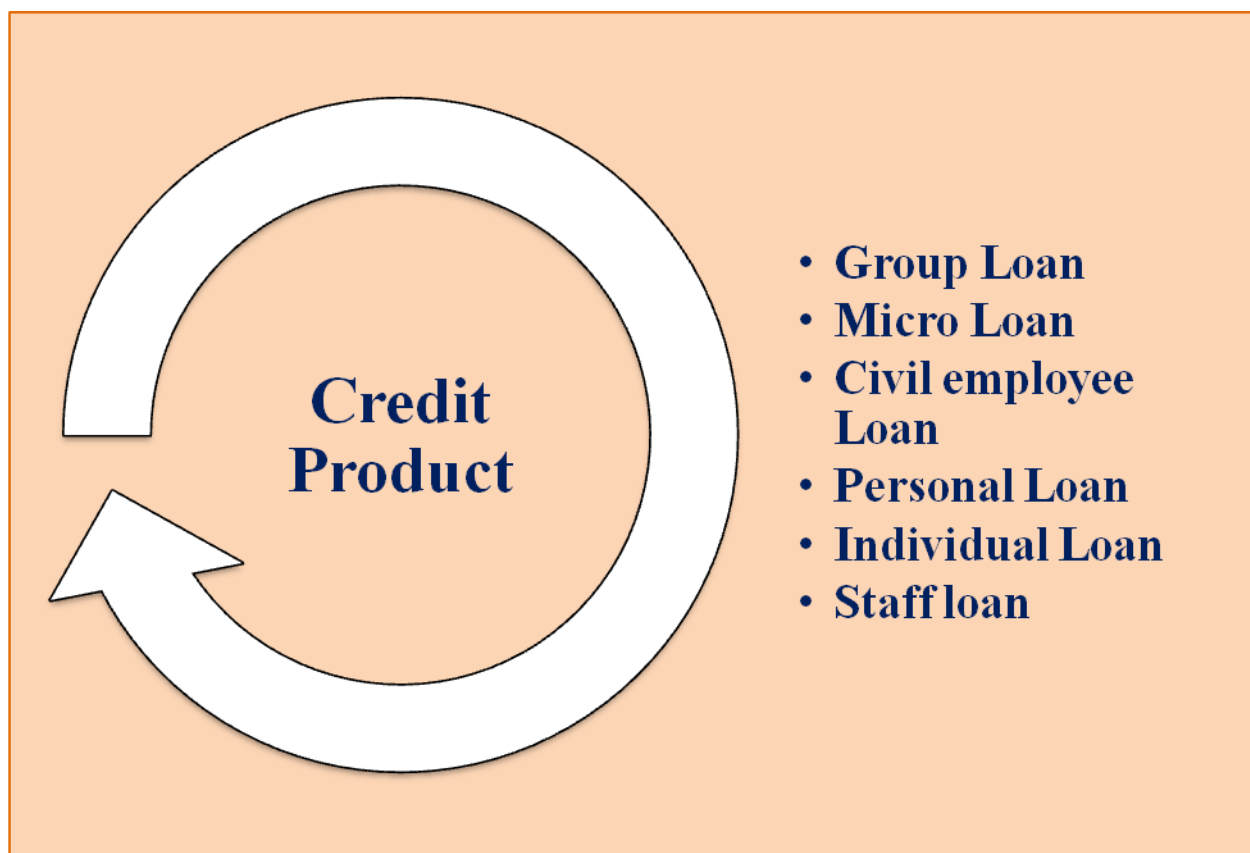 Credit
Product
• Group Loan
• Micro Loan
• Civil employee
Loan
• Personal Loan
• Individual Loan
• Staff loan